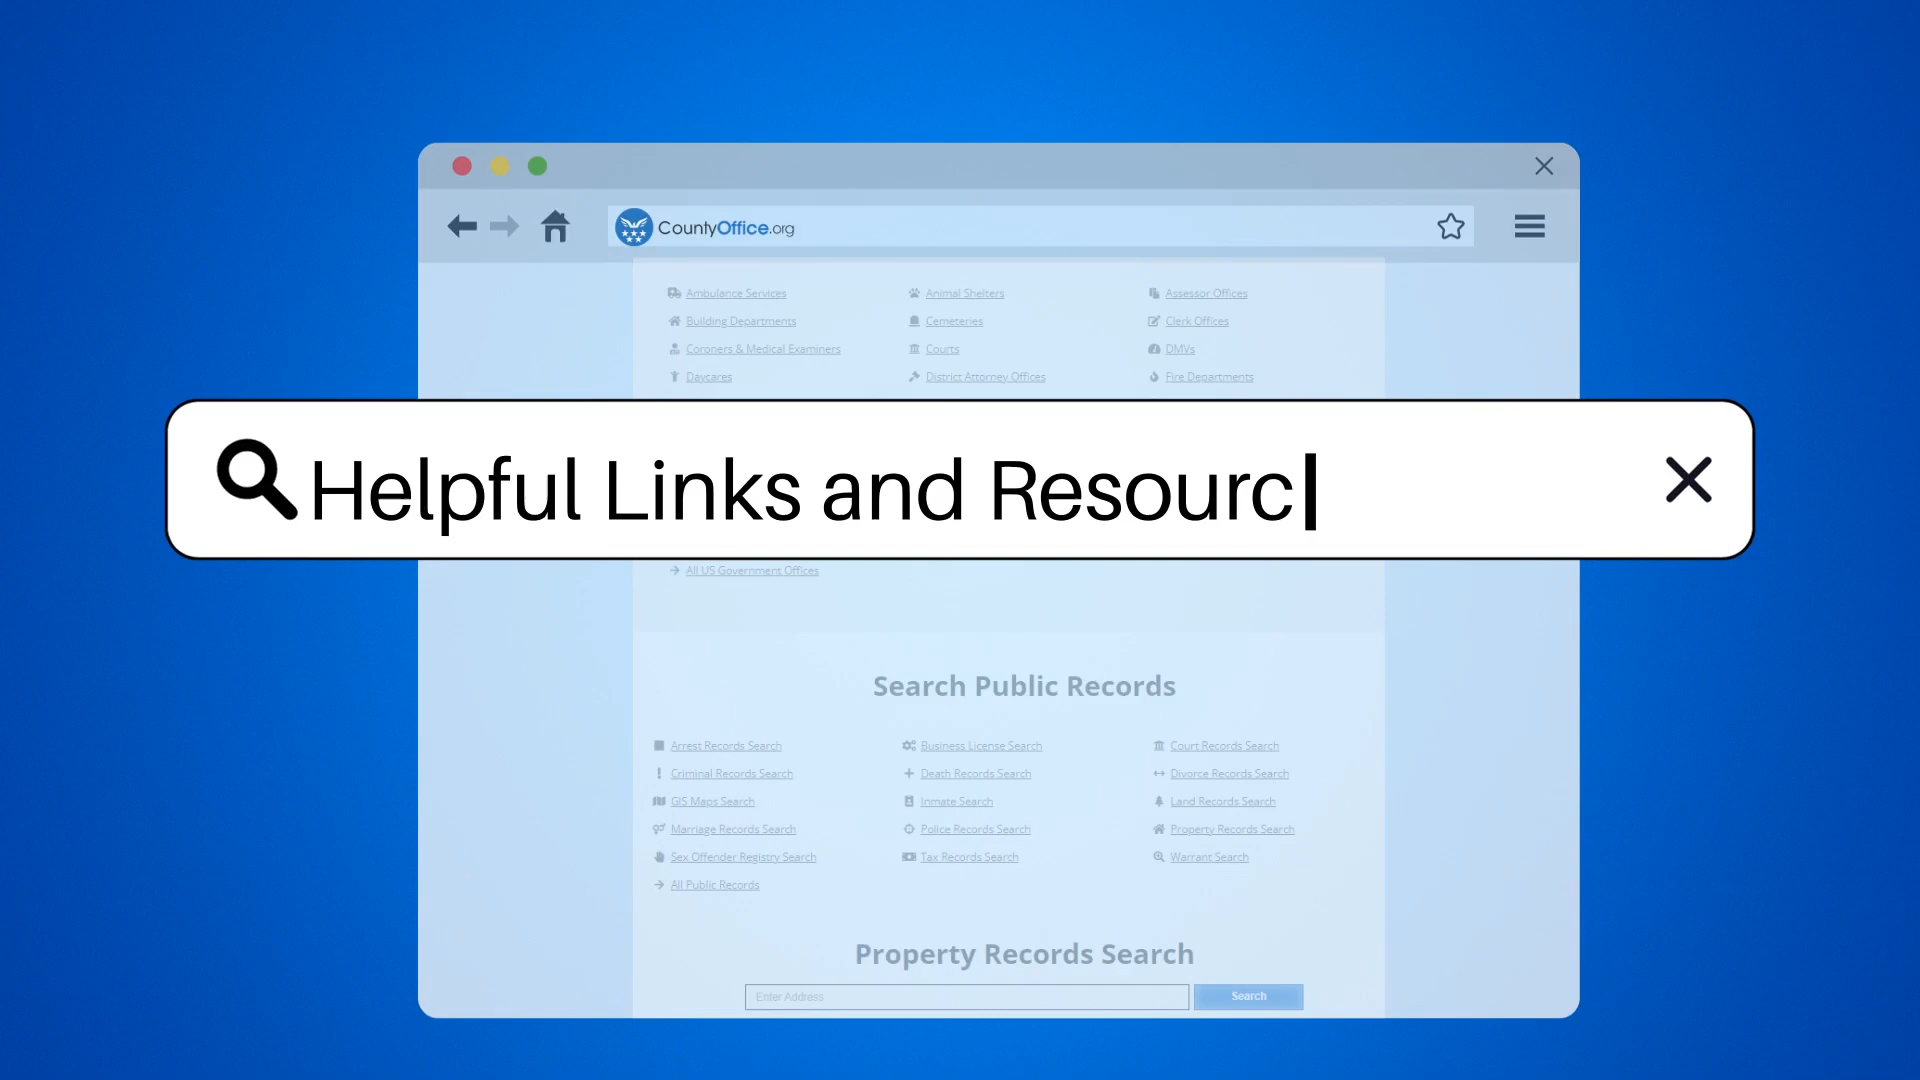 CountyOffice.org
Ambulance Services Animal Shelters Assessor Offices
Building Departments Cemeteries Clerk Offices
Coroners & Medical Examiners Courts DMVs
Daycares District Attorney Offices Fire Departments
Helpful Links and Resourc
All US Government Offices
Search Public Records
Arrest Records Search Business License Search Court Records Search
Criminal Records Search Death Records Search Divorce Records Search
GIS Maps Search Inmate Search Land Records Search
Marriage Records Search Police Records Search Property Records Search
Sex Offender Registry Search Tax Records Search Warrant Search
All Public Records
Property Records Search
Enter Address Search